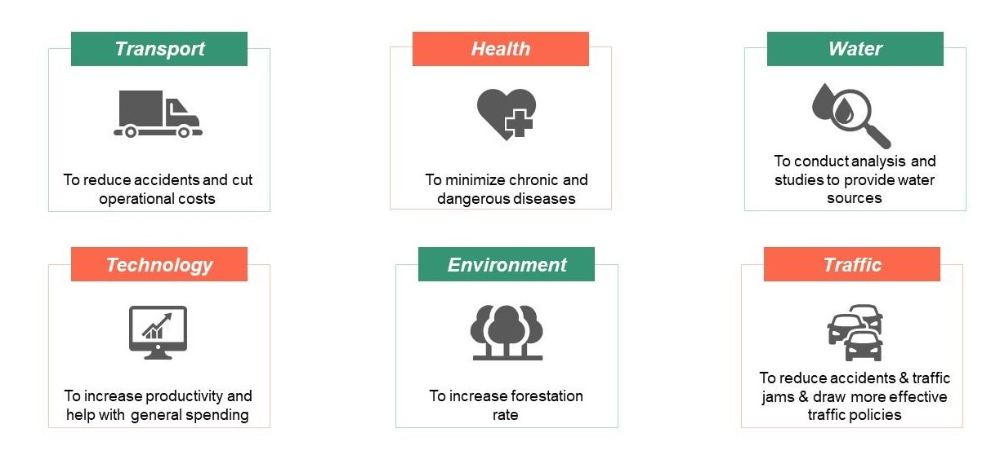 Transport
To reduce accidents and cut
operational costs
Health
To minimize chronic and
dangerous diseases
Water
To conduct analysis and
studies to provide water
sources
Technology
To increase productivity and
help with general spending
Environment
To increase forestation
rate
Traffic
To reduce accidents & traffic
jams & draw more effective
traffic policies